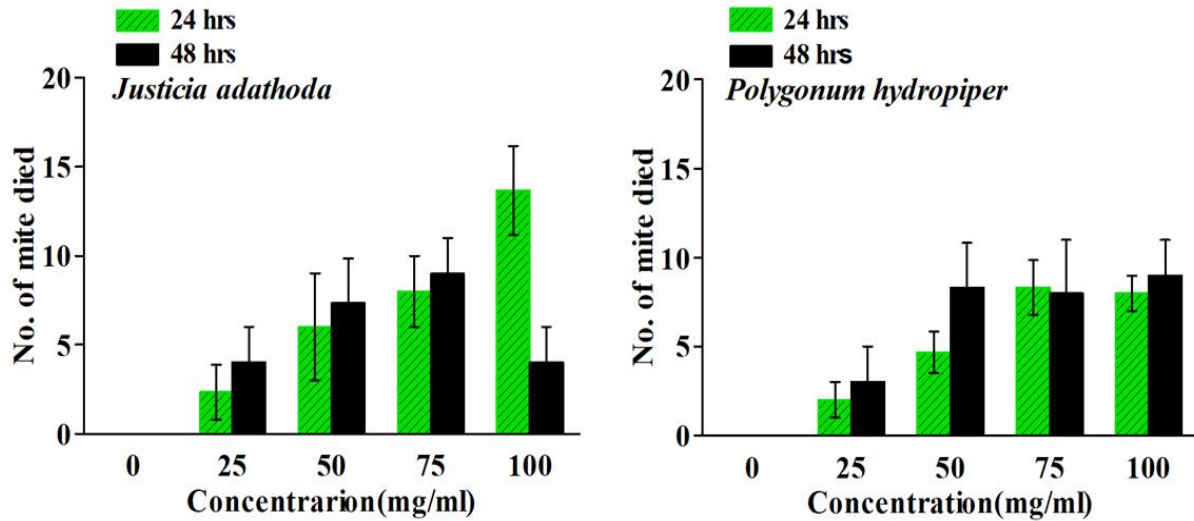 24 hrs
48 hrs
Justicia adathoda
No. of mite died
20
15
10
5
0
0 25 50 75 100
Concentrarion(mg/ml)
24 hrs
48 hrs
Polygonum hydropiper
No. of mite died
20
15
10
5
0
0 25 50 75 100
Concentration(mg/ml)